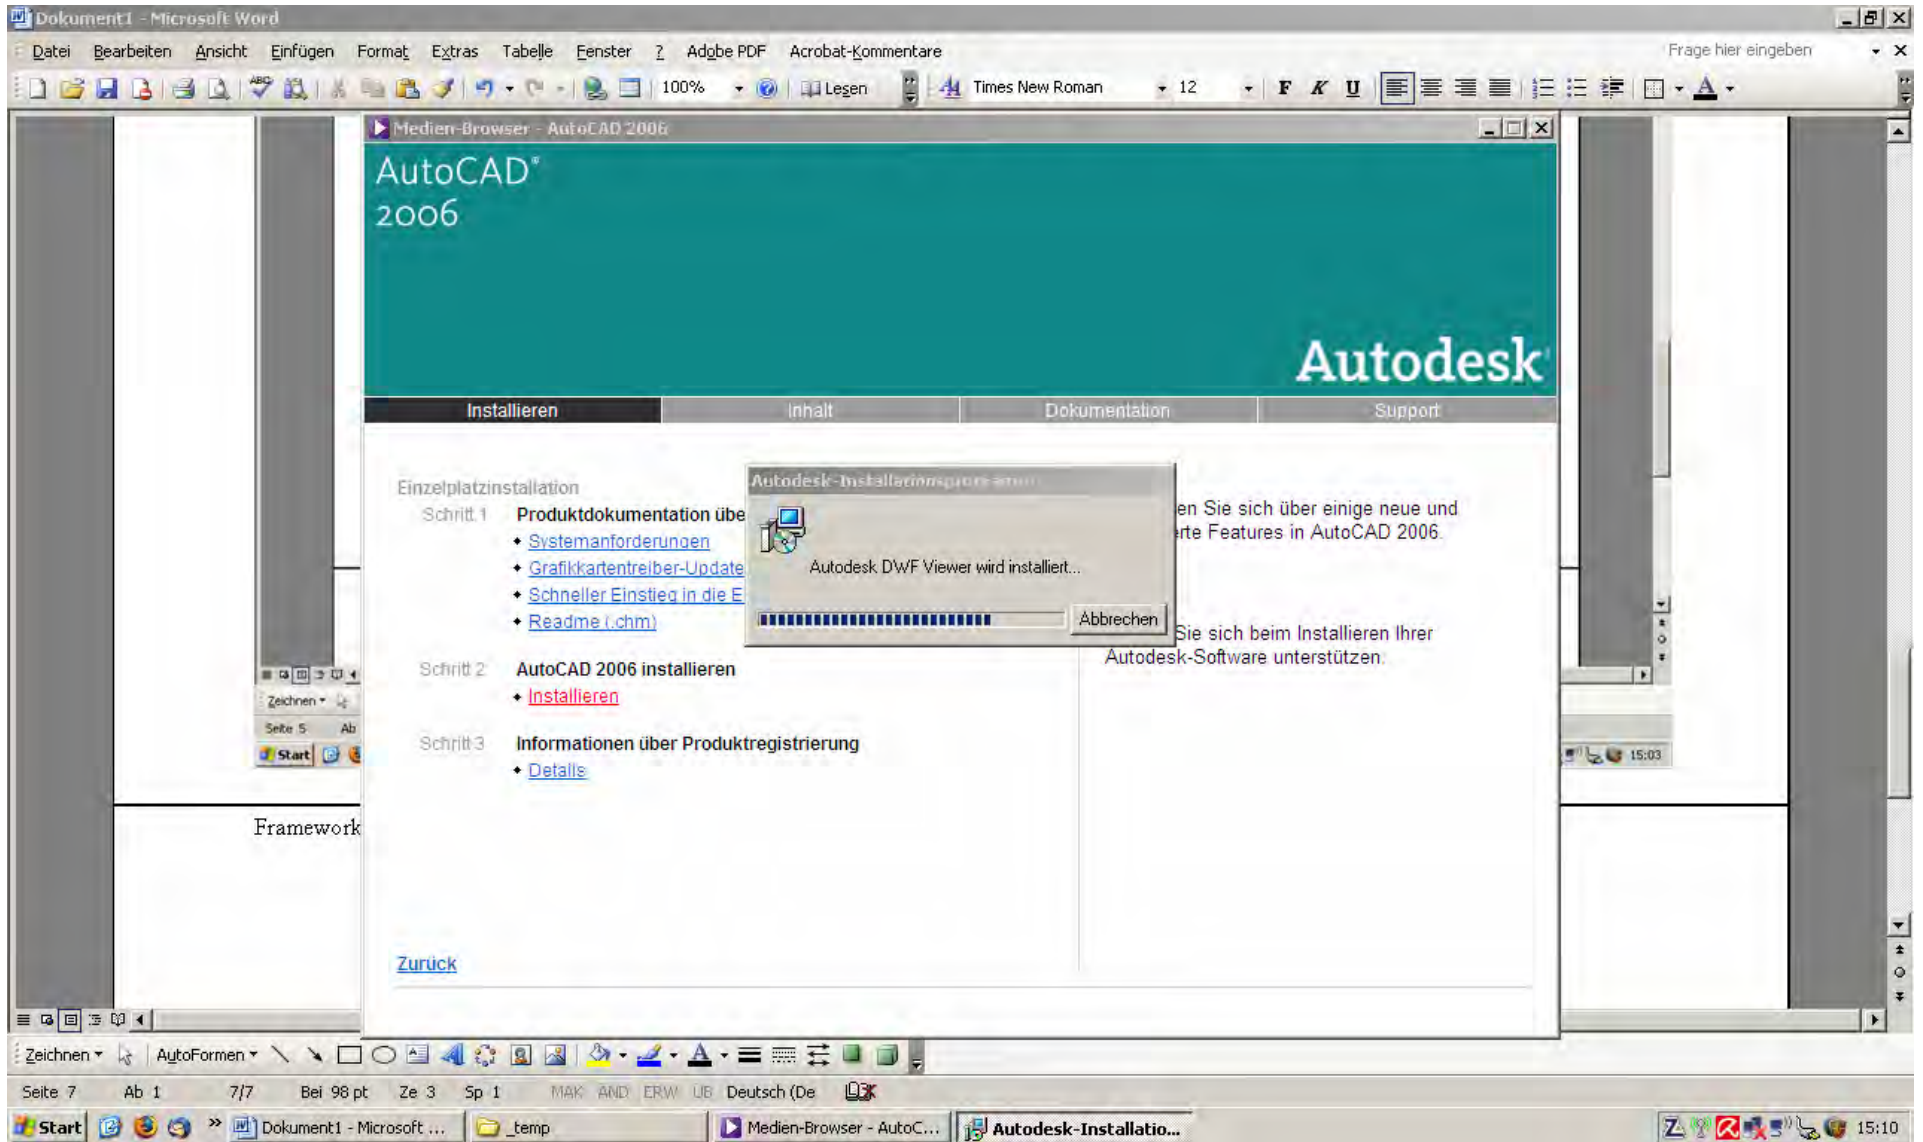 Dokument1 - Microsoft Word
Datei Bearbeiten Ansicht Einfügen Format Extras Tabelle Fenster ? Adobe PDF Acrobat-Kommentare Frage hier eingeben
100% Lesen Times New Roman 12 F K U
Medien-Browser - AutoCAD 2006
AutoCAD®
2006
Autodesk
Installieren Inhalt Dokumentation Support
Einzelplatzinstallation
Schritt 1 Produktdokumentation übe
Systemanforderungen
Grafikkartentreiber-Update
Schneller Einstieg in die E
Readme (.chm)
Schritt 2 AutoCAD 2006 installieren
Installieren
Schritt 3 Informationen über Produktregistrierung
Details
Zurück
Autodesk-Installationsprogramm
Autodesk DWF Viewer wird installiert...
Abbrechen
en Sie sich über einige neue und
erte Features in AutoCAD 2006.
Sie sich beim Installieren Ihrer
Autodesk-Software unterstützen.
Zeichnen
Seite 5 Ab
Start 15:03
Framework
Zeichnen AutoFormen
Seite 7 Ab 1 7/7 Bei 98 pt Ze 3 Sp 1 MAK ÄND ERW ÜB Deutsch (De
Start » Dokument1 - Microsoft ... _temp Medien-Browser - AutoC... Autodesk-Installatio... 15:10